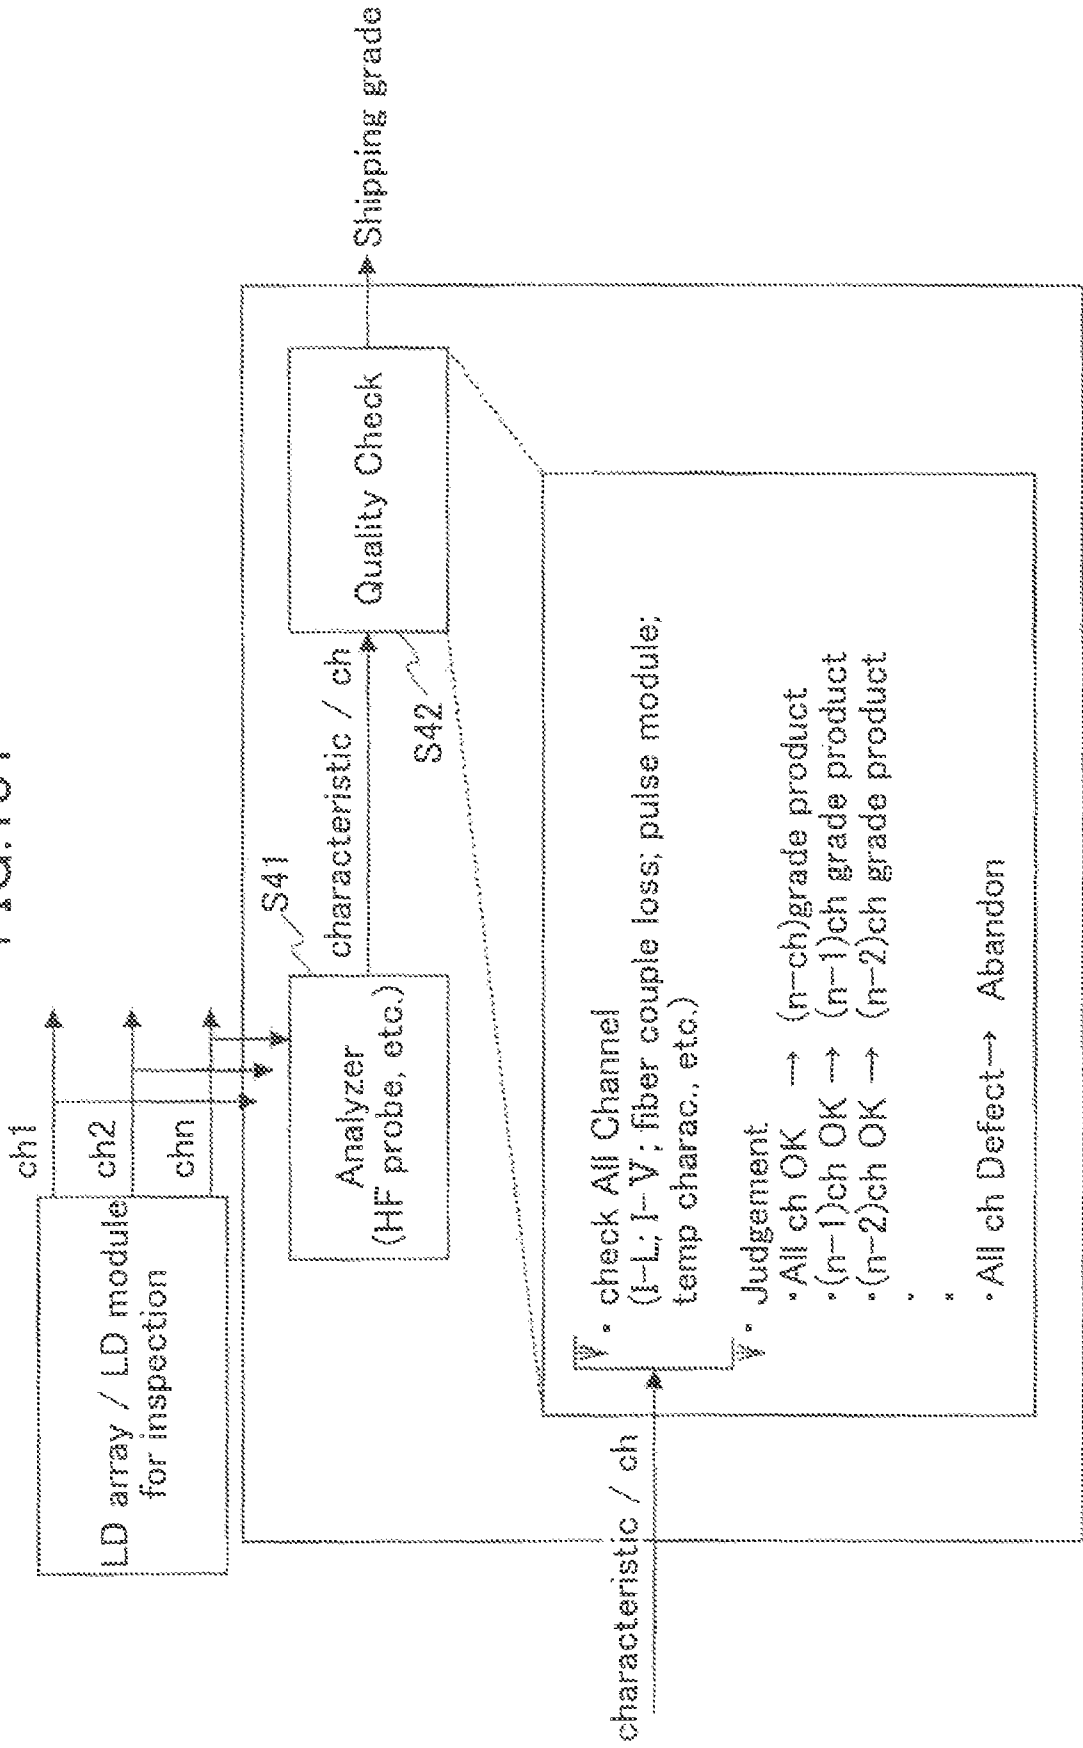 LD array / LD module
for inspection
ch1
ch2
chn
Analyzer
(HF probe, etc.)
S41
characteristic / ch
Quality Check
S42
Shipping grade
characteristic / ch
• check All Channel
(I-L; I-V; fiber couple loss; pulse module;
temp charac., etc.)
• Judgement
・All ch OK → (n-ch)grade product
・(n-1)ch OK → (n-1)ch grade product
・(n-2)ch OK → (n-2)ch grade product
・All ch Defect→ Abandon